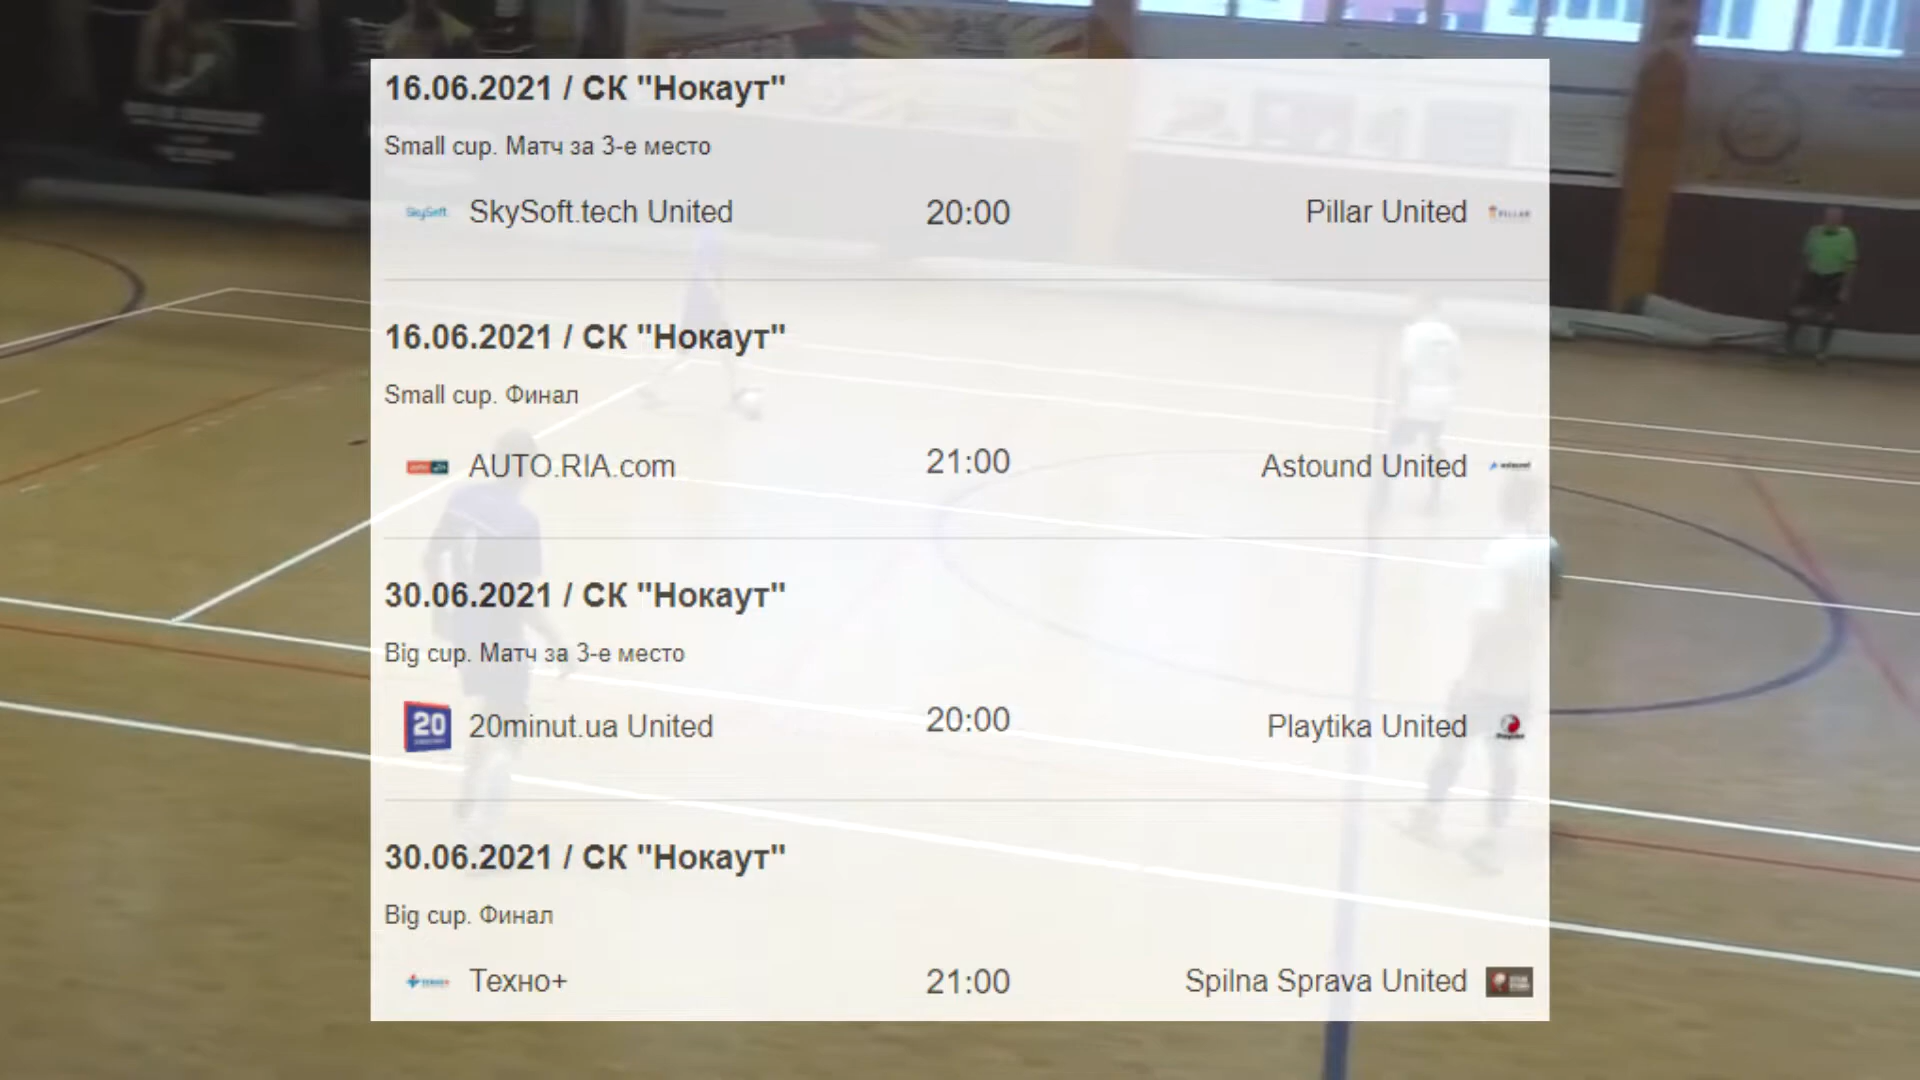 16.06.2021 / СК "Нокаут"
Small cup. Матч за 3-е место
SkySoft SkySoft.tech United 20:00 Pillar United PILLAR
16.06.2021 / СК "Нокаут"
Small cup. Финал
AUTO.RIA.com 21:00 Astound United astound
30.06.2021 / СК "Нокаут"
Big cup. Матч за 3-е место
20 20minut.ua United 20:00 Playtika United
30.06.2021 / СК "Нокаут"
Big cup. Финал
Техно+ 21:00 Spilna Sprava United